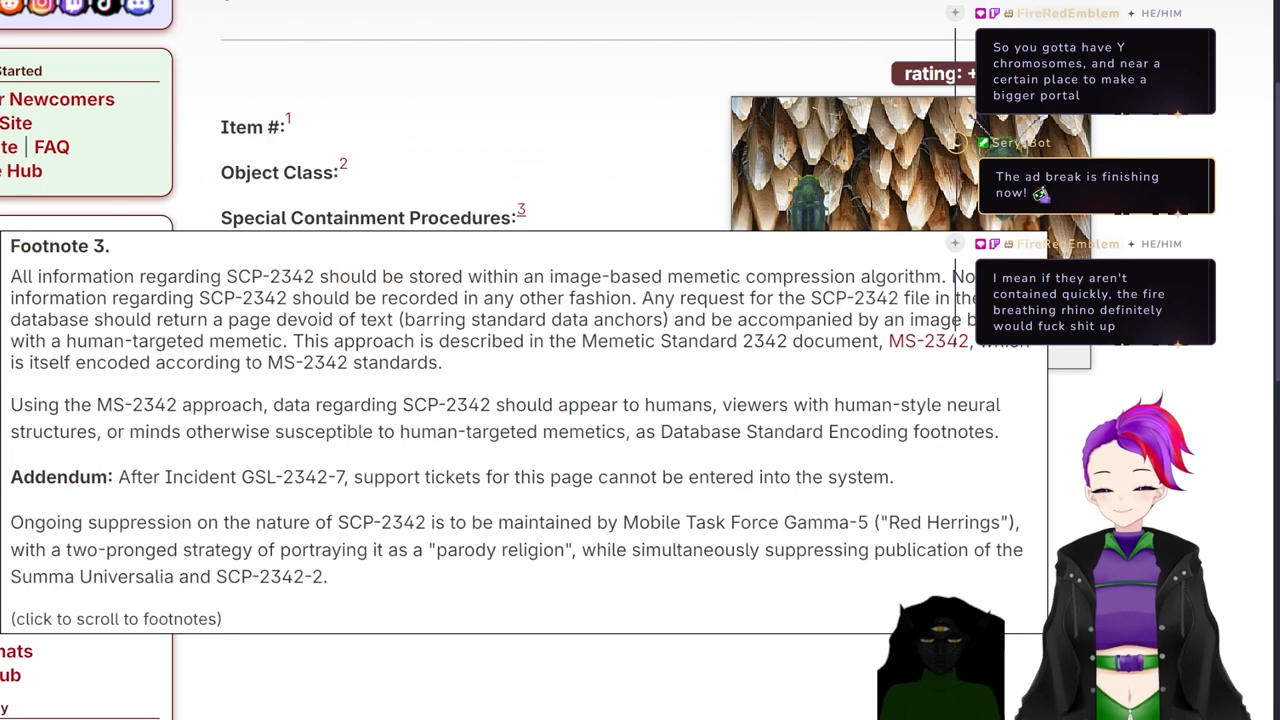 Started
r Newcomers
Site
te | FAQ
e Hub
rating: +
Item #:1
Object Class:2
Special Containment Procedures:3
Footnote 3.
All information regarding SCP-2342 should be stored within an image-based memetic compression algorithm. No
information regarding SCP-2342 should be recorded in any other fashion. Any request for the SCP-2342 file in the
database should return a page devoid of text (barring standard data anchors) and be accompanied by an image
with a human-targeted memetic. This approach is described in the Memetic Standard 2342 document, MS-2342, which
is itself encoded according to MS-2342 standards.
Using the MS-2342 approach, data regarding SCP-2342 should appear to humans, viewers with human-style neural
structures, or minds otherwise susceptible to human-targeted memetics, as Database Standard Encoding footnotes.
Addendum: After Incident GSL-2342-7, support tickets for this page cannot be entered into the system.
Ongoing suppression on the nature of SCP-2342 is to be maintained by Mobile Task Force Gamma-5 ("Red Herrings"),
with a two-pronged strategy of portraying it as a "parody religion", while simultaneously suppressing publication of the
Summa Universalia and SCP-2342-2.
(click to scroll to footnotes)
nats
ub
y
FireRedEmblem HE/HIM
So you gotta have Y
chromosomes, and near a
certain place to make a
bigger portal
The ad break is finishing
now!
FireRedEmblem HE/HIM
I mean if they aren't
contained quickly, the fire
breathing rhino definitely
would fuck shit up